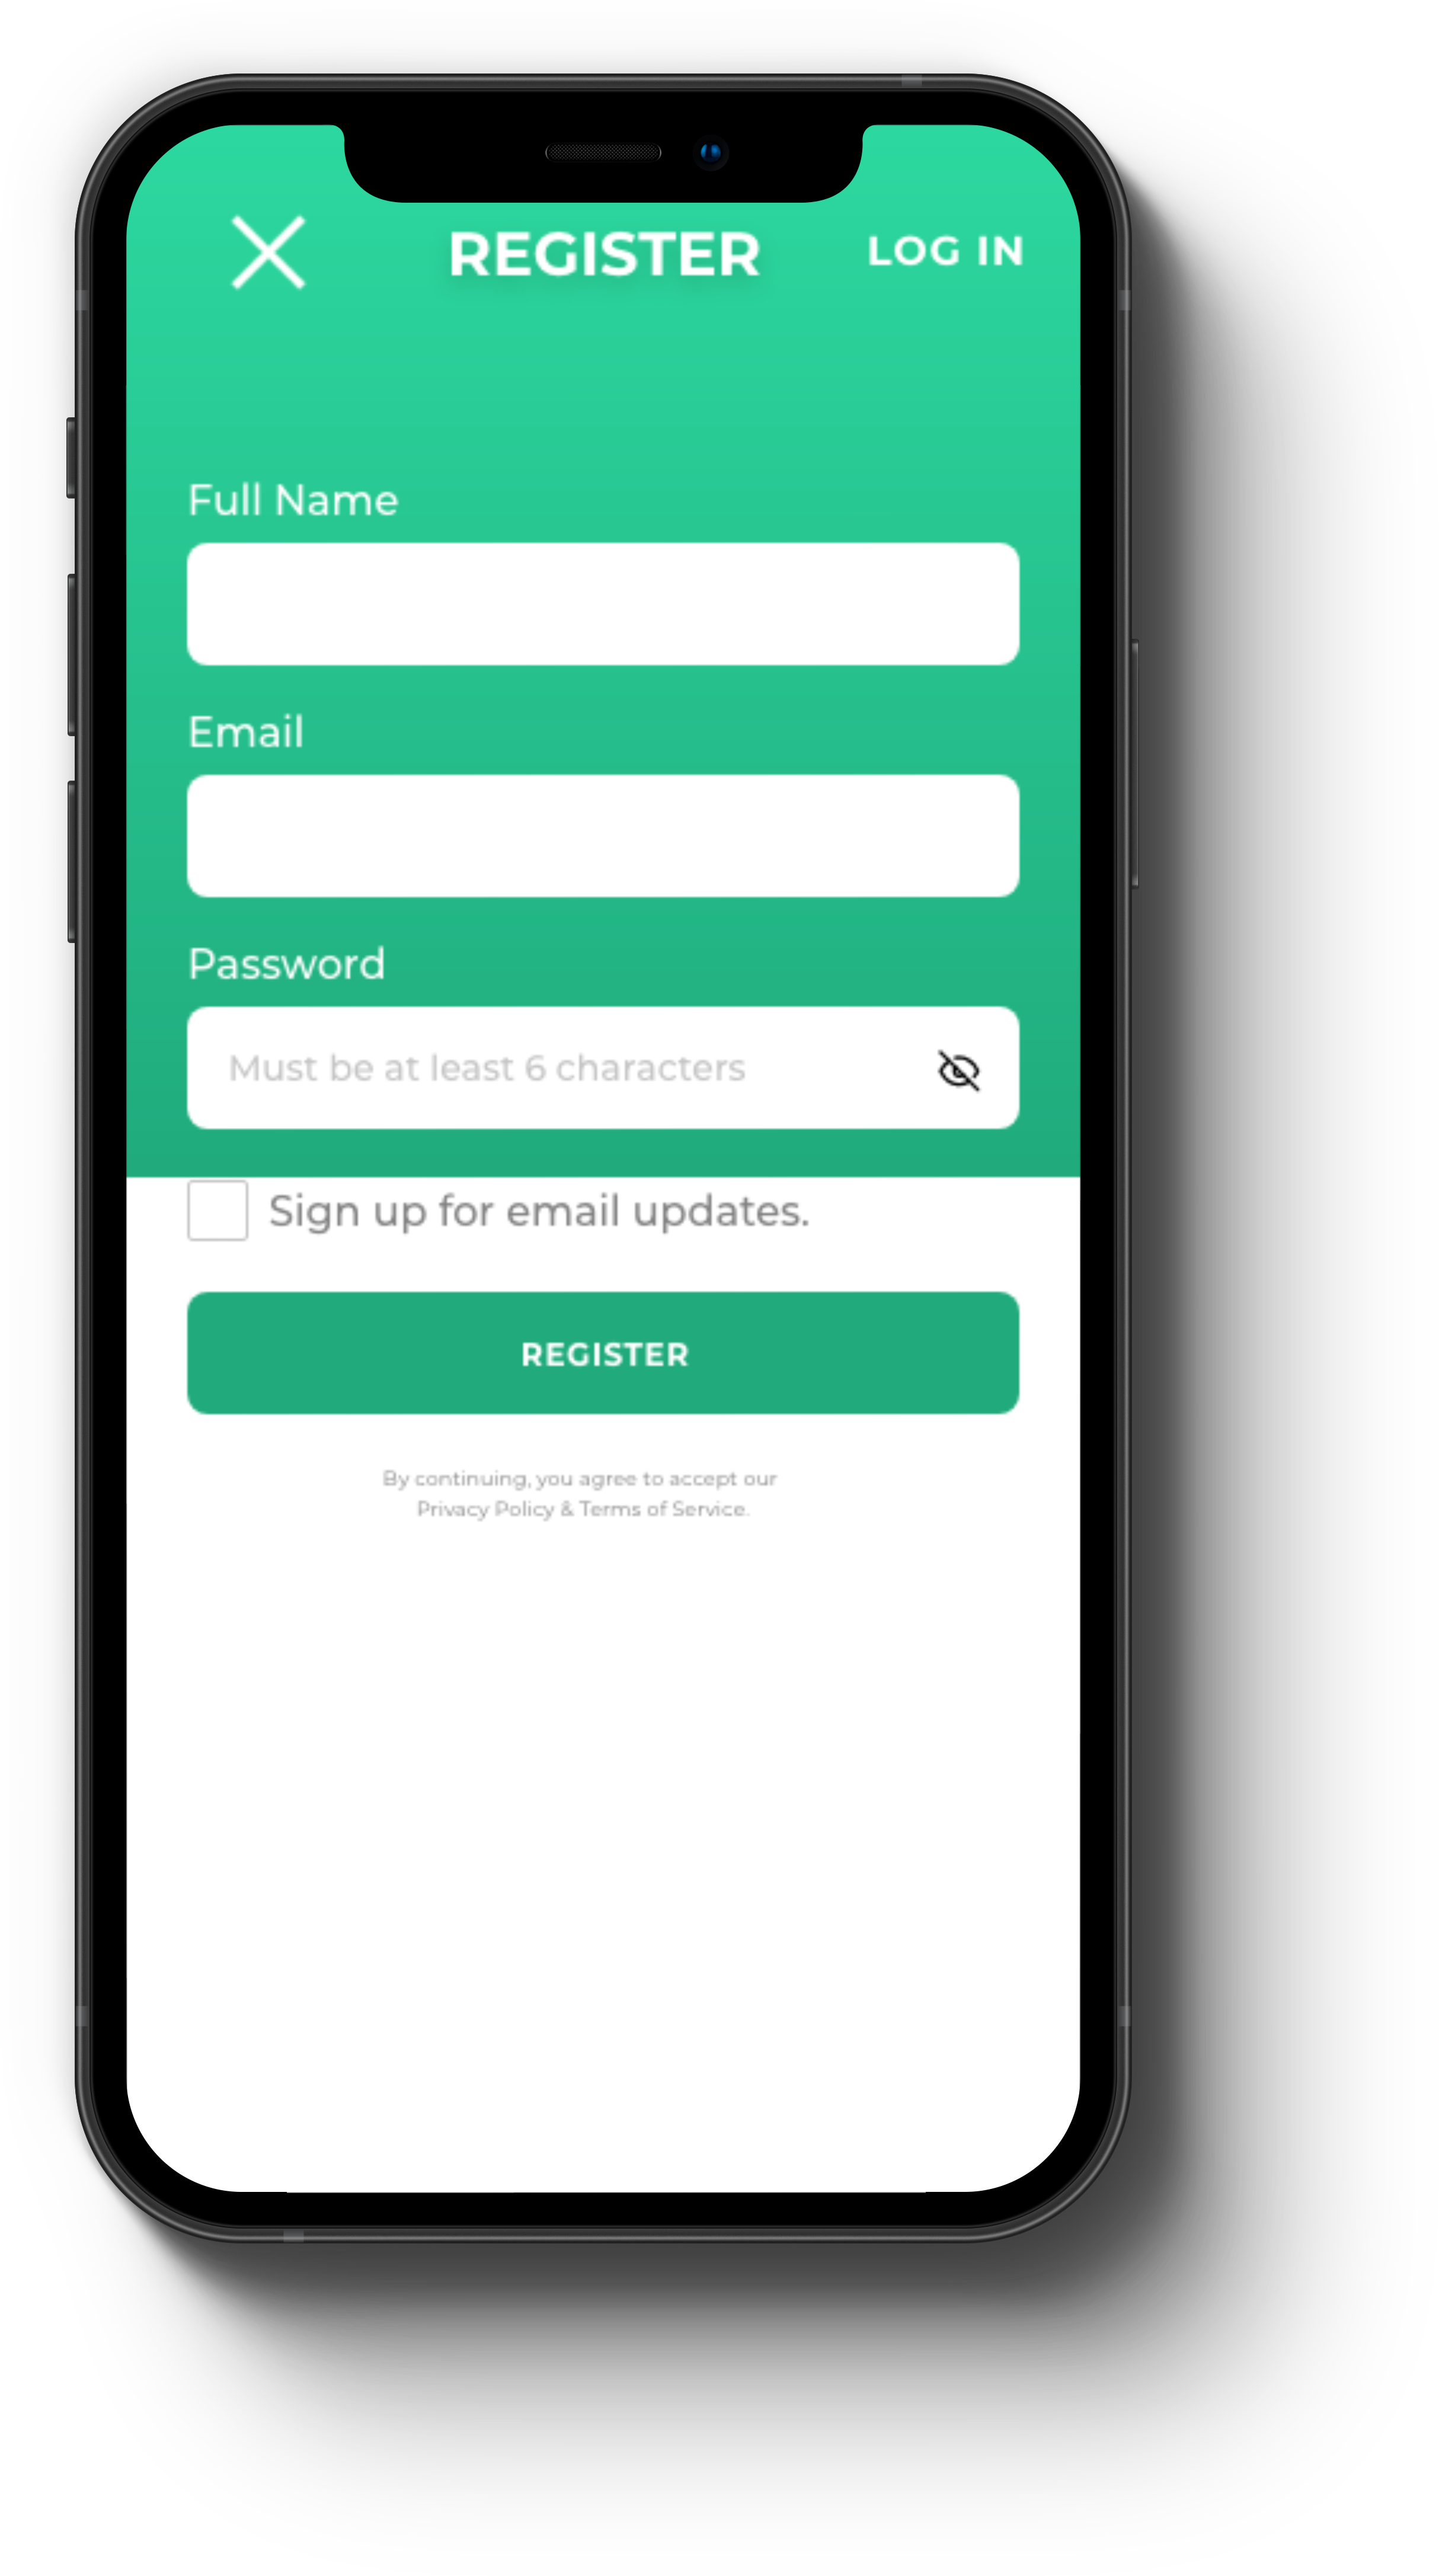 REGISTER
LOG IN
Full Name
Email
Password
Must be at least 6 characters
Sign up for email updates.
REGISTER
By continuing, you agree to accept our
Privacy Policy & Terms of Service.